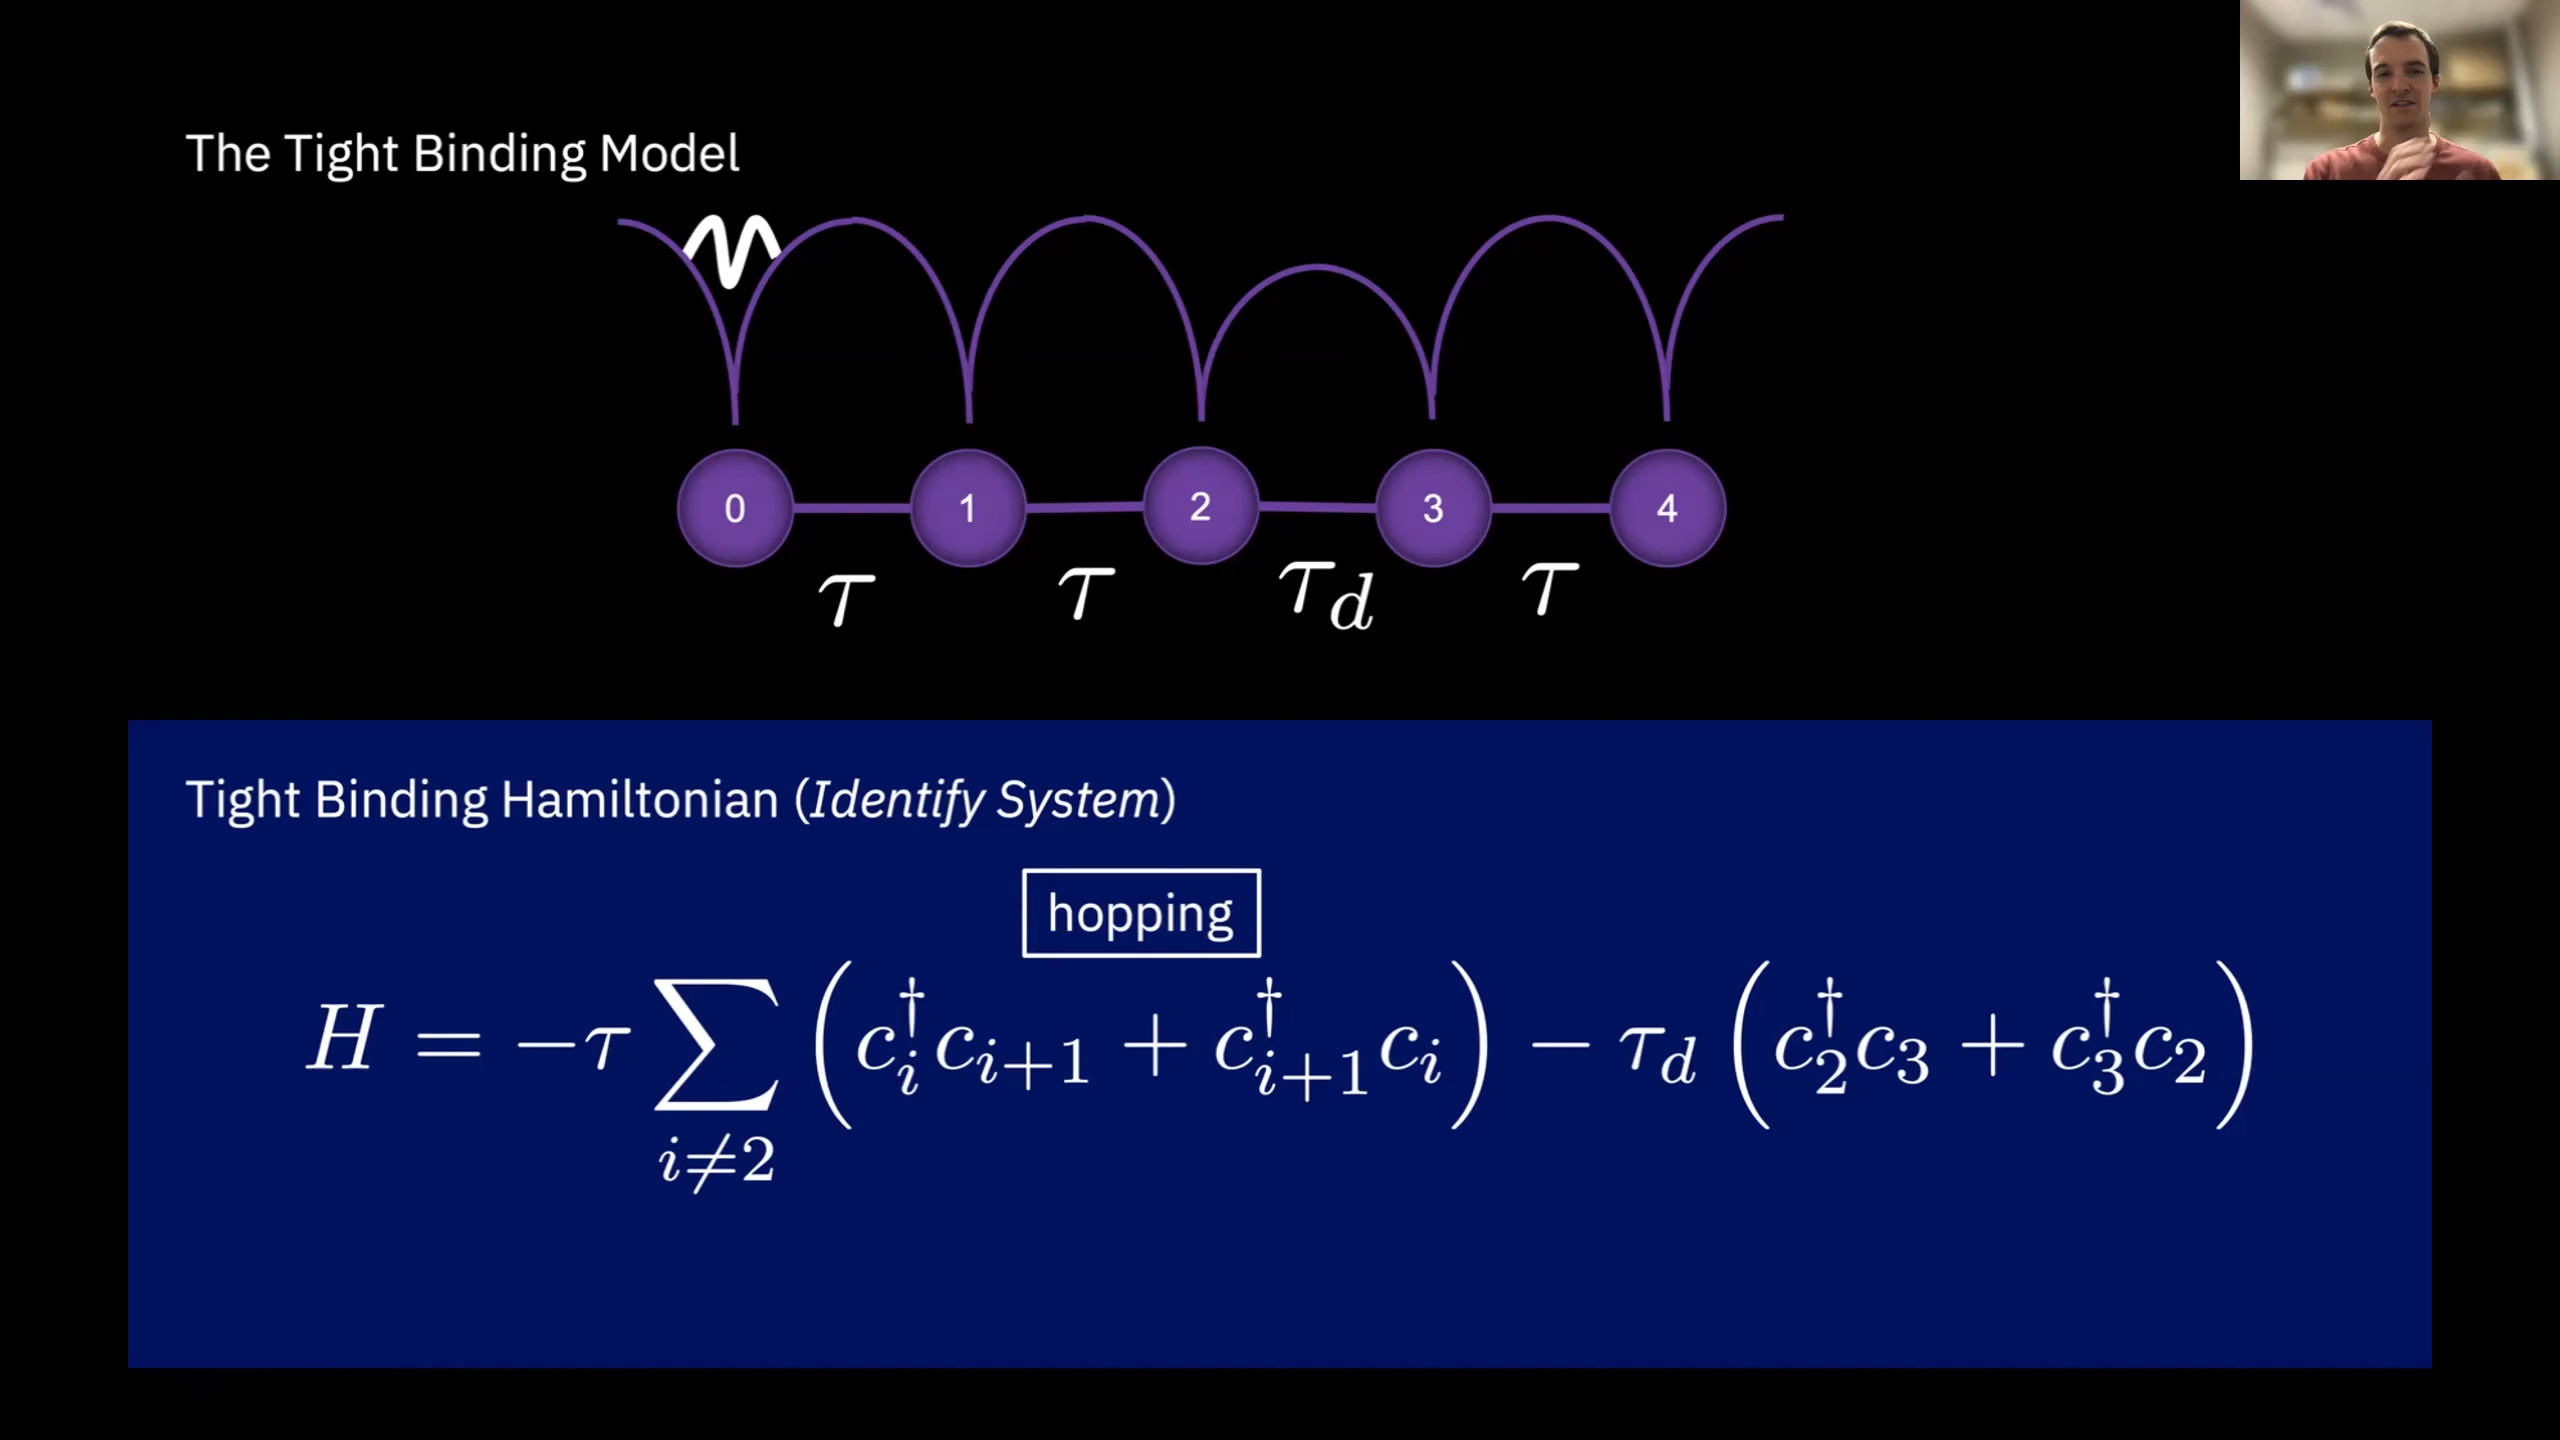 The Tight Binding Model
0 1 2 3 4
τ τ τ_d τ
Tight Binding Hamiltonian (Identify System)
hopping
H = −τ ∑_{i≠2} (c_i^† c_{i+1} + c_{i+1}^† c_i) − τ_d (c_2^† c_3 + c_3^† c_2)